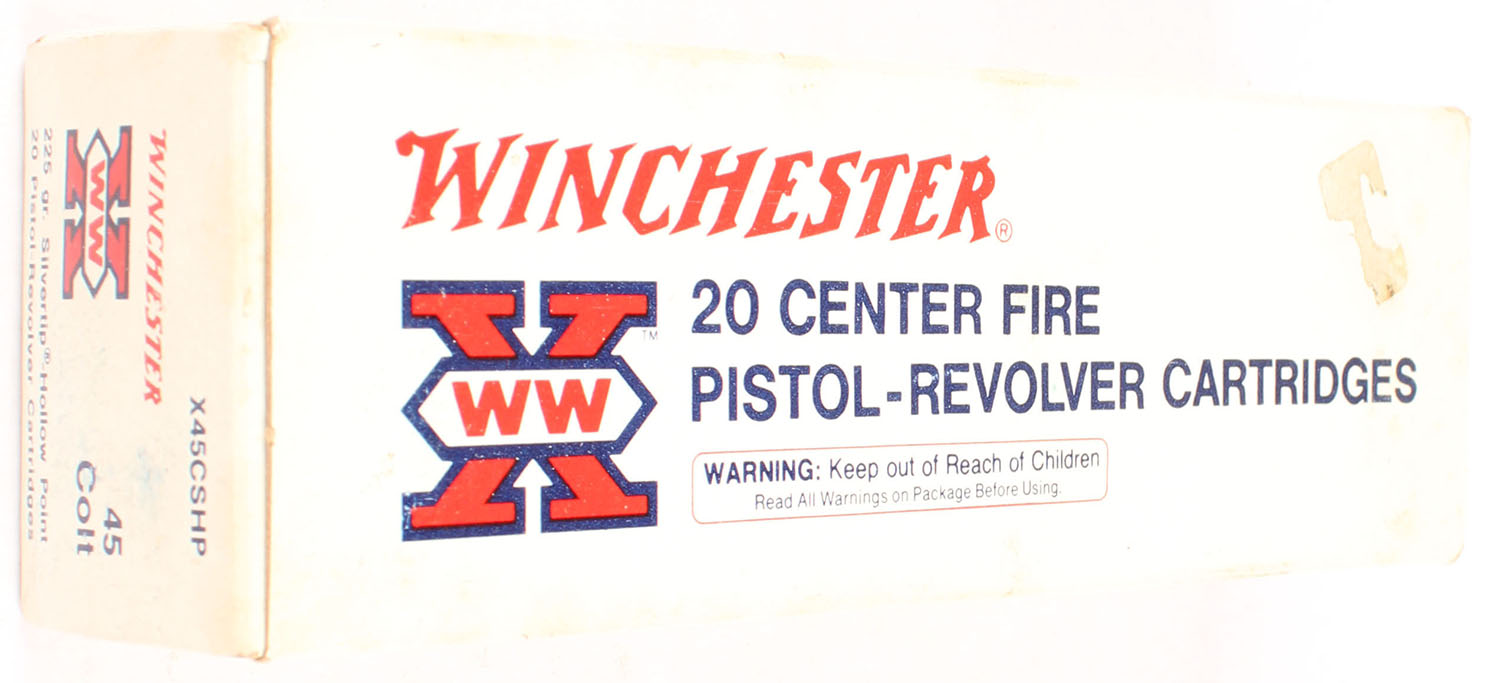 WINCHESTER®
X
WW
TM
20 CENTER FIRE
PISTOL-REVOLVER CARTRIDGES
WARNING: Keep out of Reach of Children
Read All Warnings on Package Before Using.
X45CSHP
WINCHESTER
X
WW
45
Colt
225 gr. Silvertip® Hollow Point
20 Pistol-Revolver Cartridges